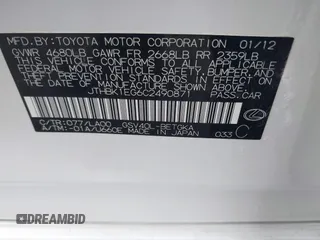 MFD. BY: TOYOTA MOTOR CORPORATION 01/12
GVWR 4680LB GAWR FR 2668LB RR 2359LB
THIS VEHICLE CONFORMS TO ALL APPLICABLE
FEDERAL MOTOR VEHICLE SAFETY, BUMPER, AND
THEFT PREVENTION STANDARDS IN EFFECT ON
THE DATE OF MANUFACTURE SHOWN ABOVE.
JTHBK1EG6C2490871 PASS.CAR
C/TR:077/LA00 GSV40L-BETGKA
A/TM:-01A/U660E MADE IN JAPAN 033 C
AUTOBIDMASTER